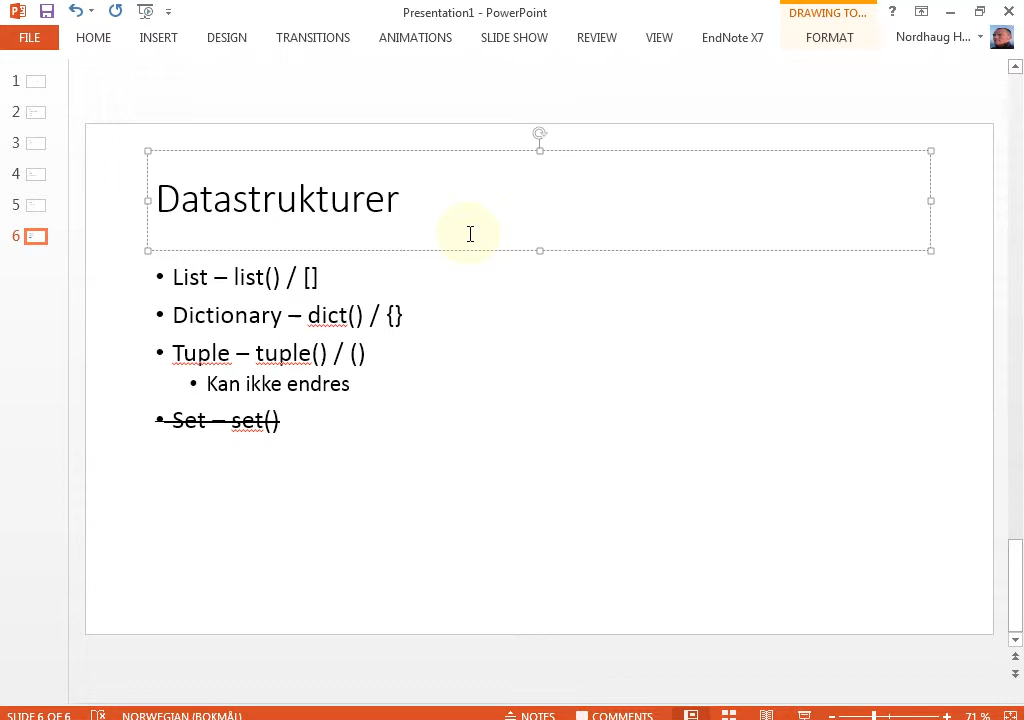 Presentation1 - PowerPoint
DRAWING TO...
?
FILE
HOME
INSERT
DESIGN
TRANSITIONS
ANIMATIONS
SLIDE SHOW
REVIEW
VIEW
EndNote X7
FORMAT
Nordhaug H...
1
2
3
4
5
6
Datastrukturer
• List – list() / []
• Dictionary – dict() / {}
• Tuple – tuple() / ()
• Kan ikke endres
• Set – set()
SLIDE 6 OF 6
NORWEGIAN (BOKMÅL)
NOTES
COMMENTS
71 %